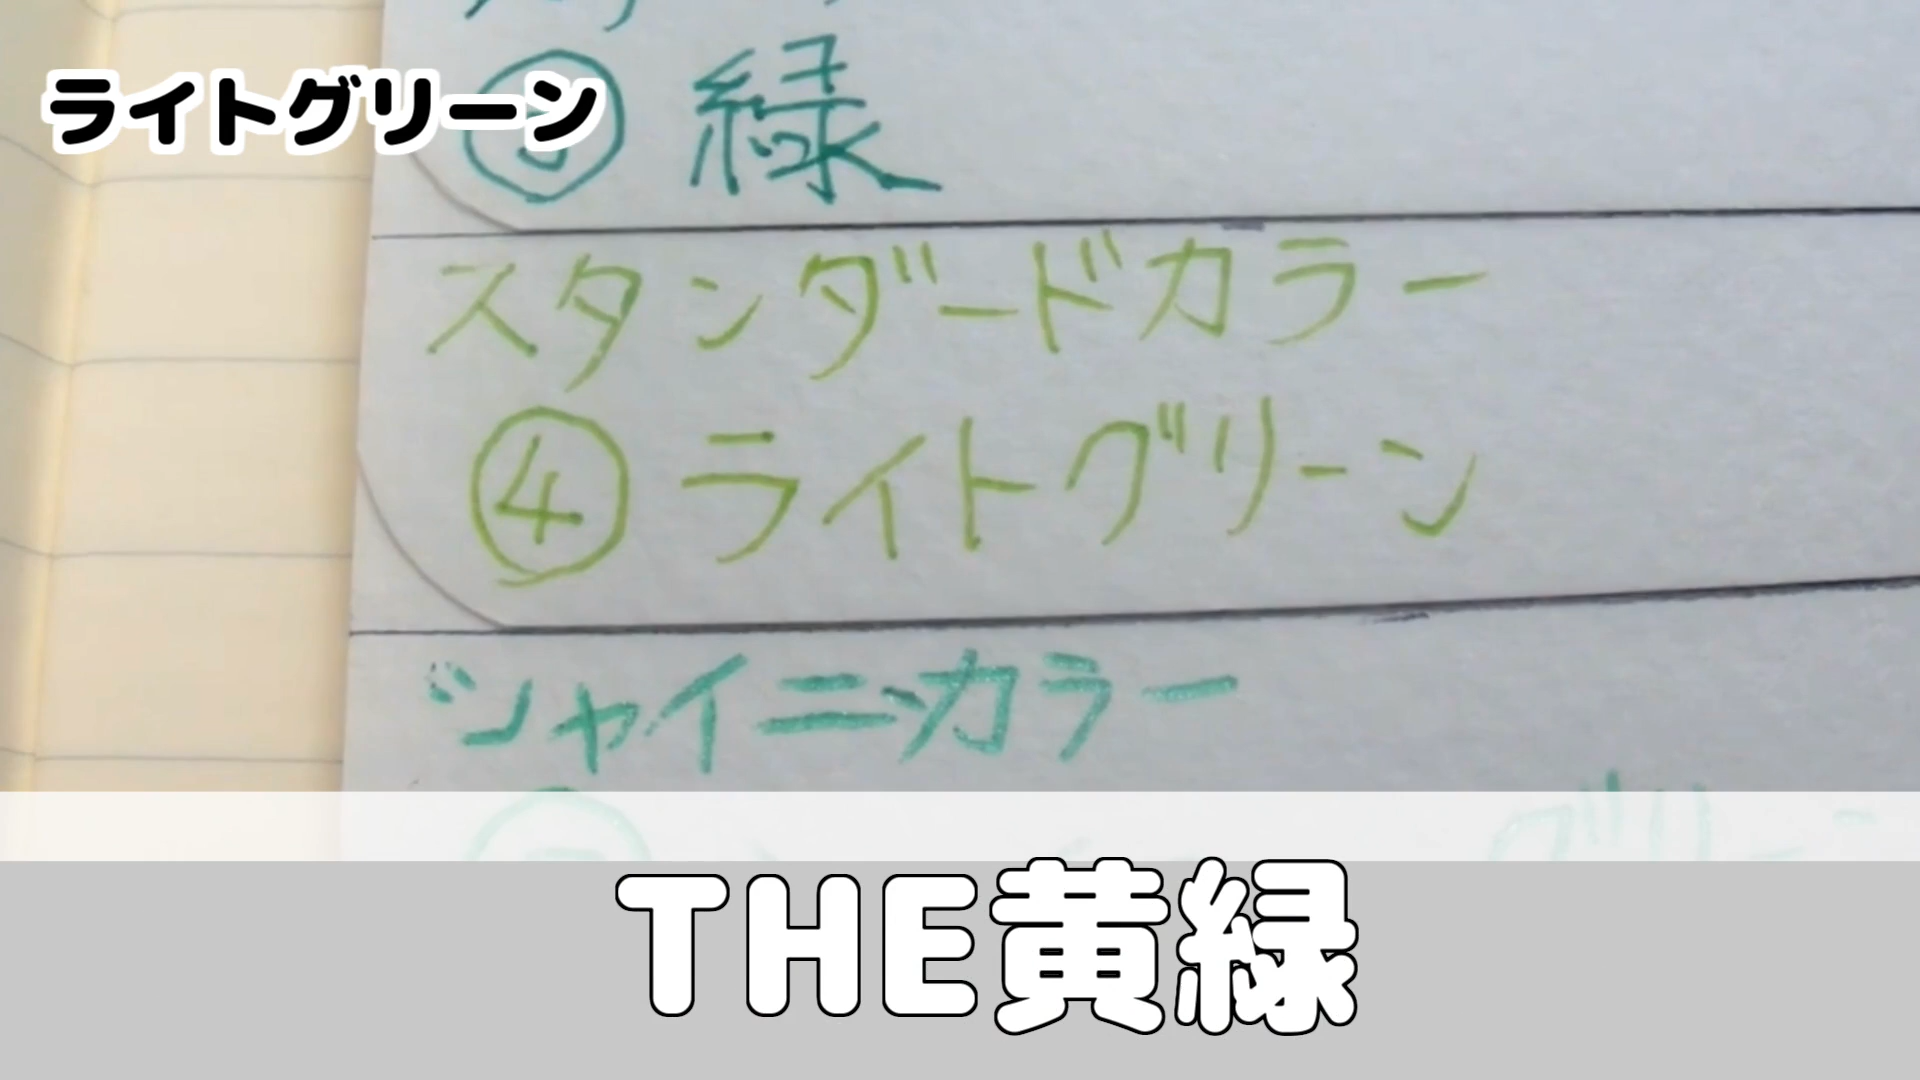 ライトグリーン
緑
スタンダードカラー
④ライトグリーン
シャイニーカラー
THE黄緑